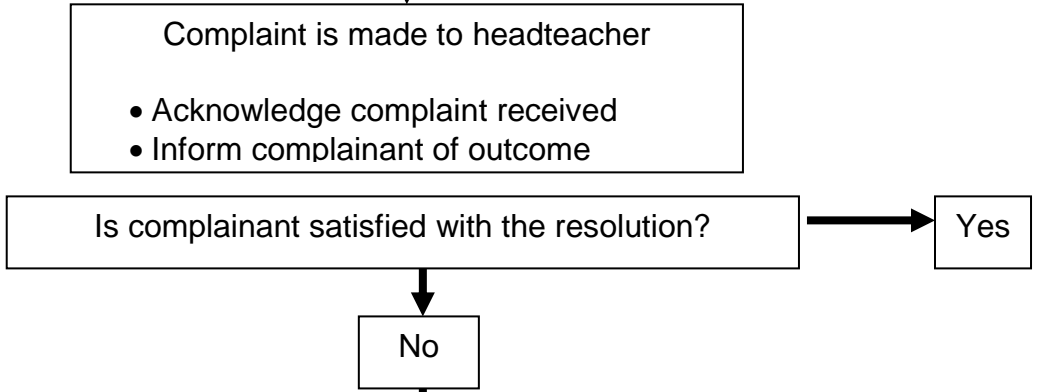 Complaint is made to headteacher
• Acknowledge complaint received
• Inform complainant of outcome
Is complainant satisfied with the resolution?
Yes
No